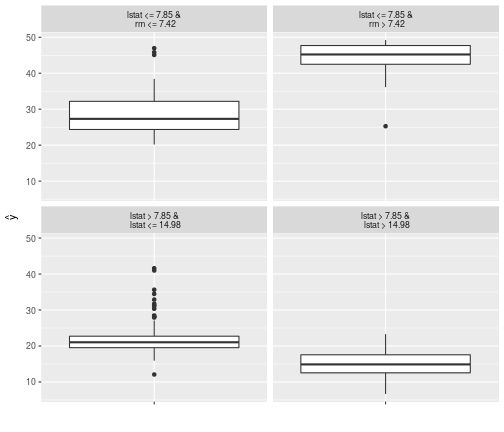 lstat <= 7.85 &
rm <= 7.42
lstat <= 7.85 &
rm > 7.42
50
40
30
20
10
ŷ
lstat > 7.85 &
lstat <= 14.98
lstat > 7.85 &
lstat > 14.98
50
40
30
20
10